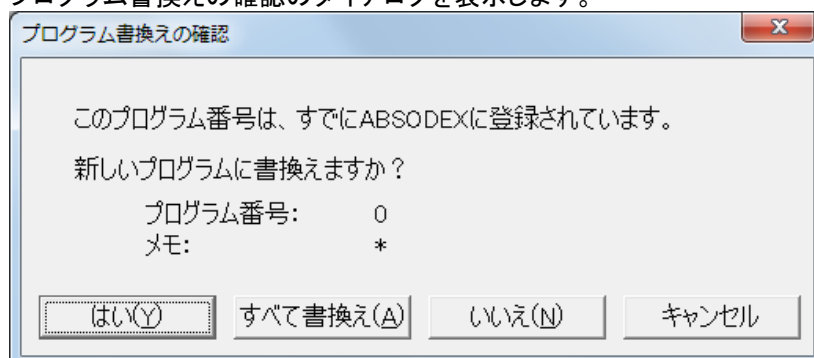 プログラム書換えの確認のダイアログを表示します。
プログラム書換えの確認
このプログラム番号は、すでにABSODEXに登録されています。
新しいプログラムに書換えますか？
プログラム番号: 0
メモ: *
はい(Y) すべて書換え(A) いいえ(N) キャンセル